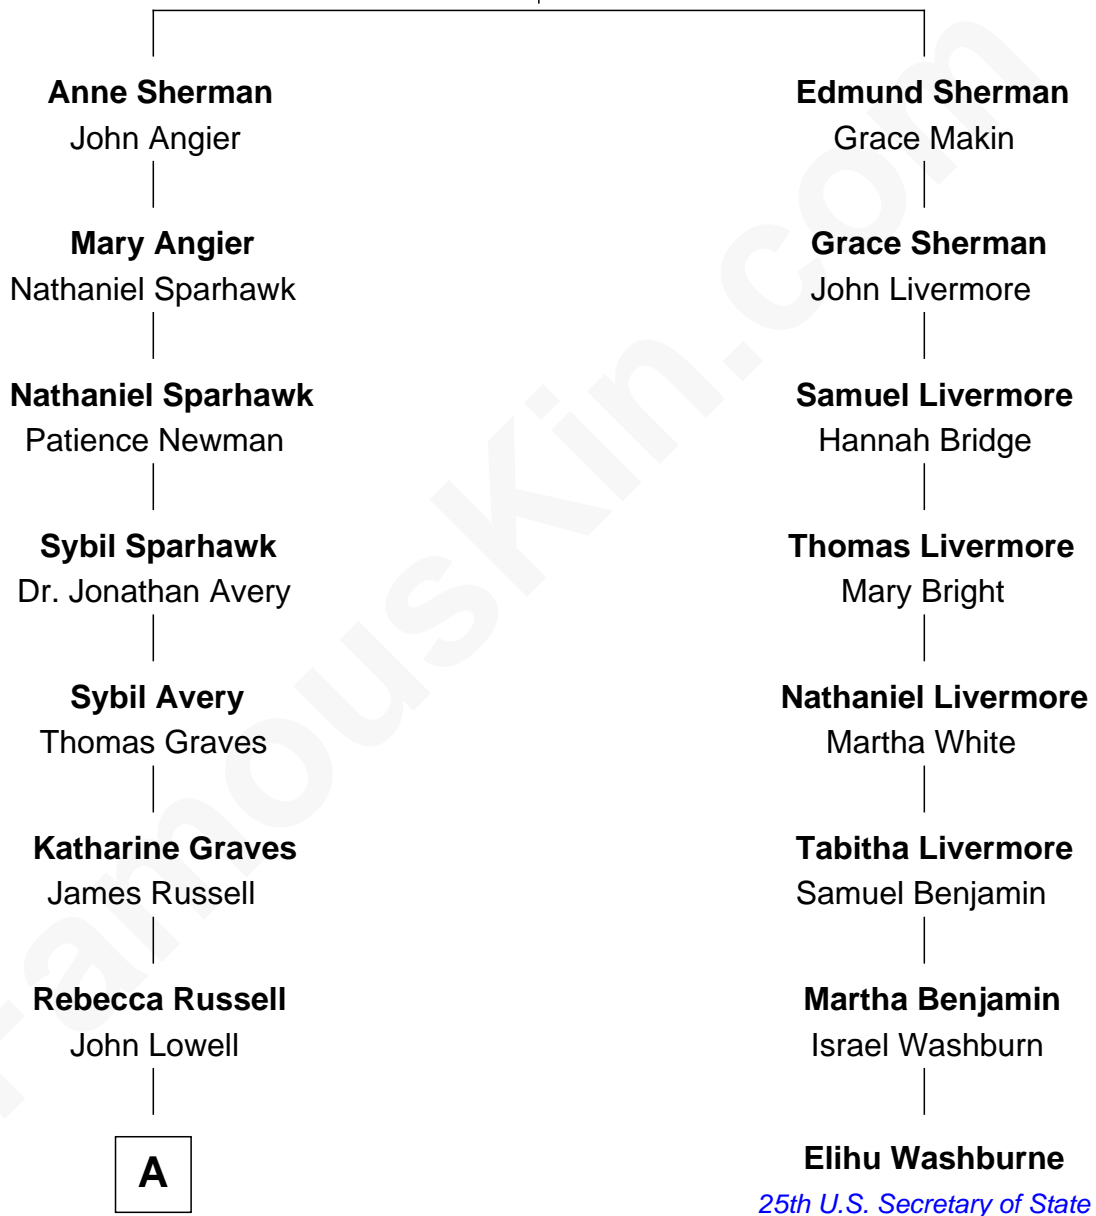 Anne Sherman
John Angier
Edmund Sherman
Grace Makin
Mary Angier
Nathaniel Sparhawk
Grace Sherman
John Livermore
Nathaniel Sparhawk
Patience Newman
Samuel Livermore
Hannah Bridge
Sybil Sparhawk
Dr. Jonathan Avery
Thomas Livermore
Mary Bright
Sybil Avery
Thomas Graves
Nathaniel Livermore
Martha White
Katharine Graves
James Russell
Tabitha Livermore
Samuel Benjamin
Rebecca Russell
John Lowell
Martha Benjamin
Israel Washburn
A
Elihu Washburne
25th U.S. Secretary of State
FamousKin.com